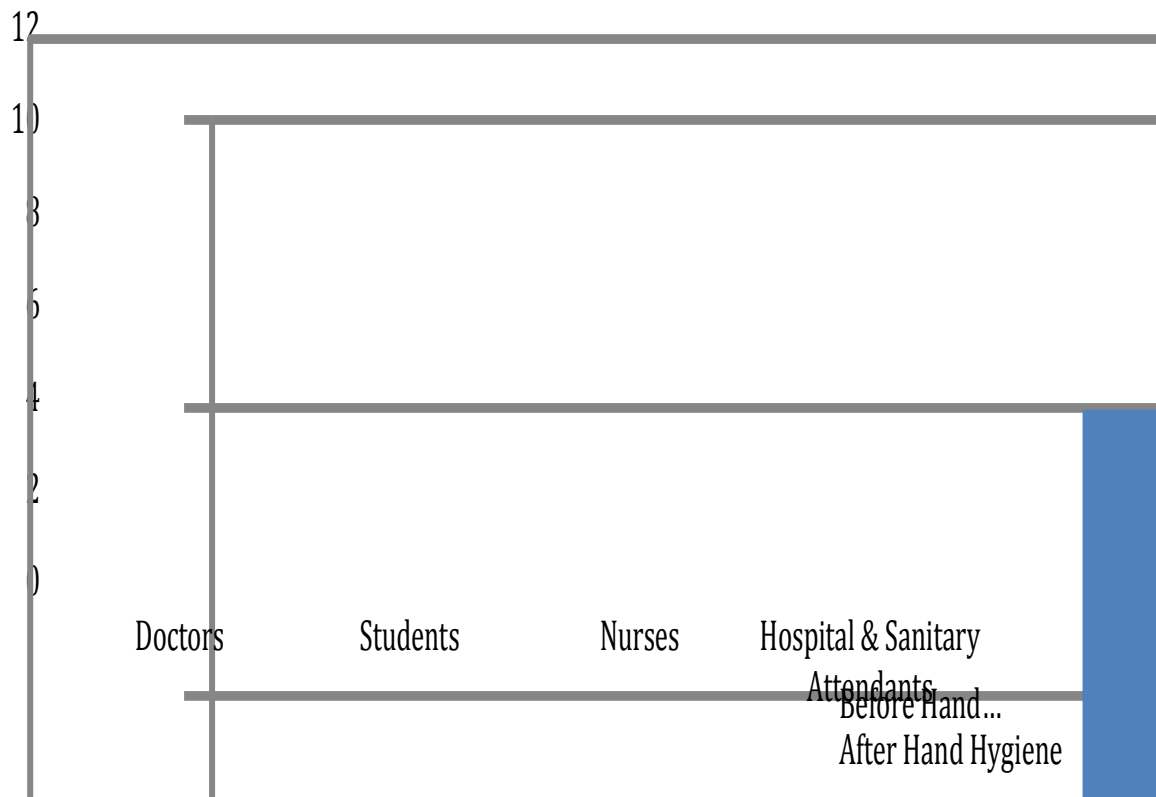 12
10
8
6
4
2
0
Doctors Students Nurses Hospital & Sanitary
Attendants
Before Hand...
After Hand Hygiene